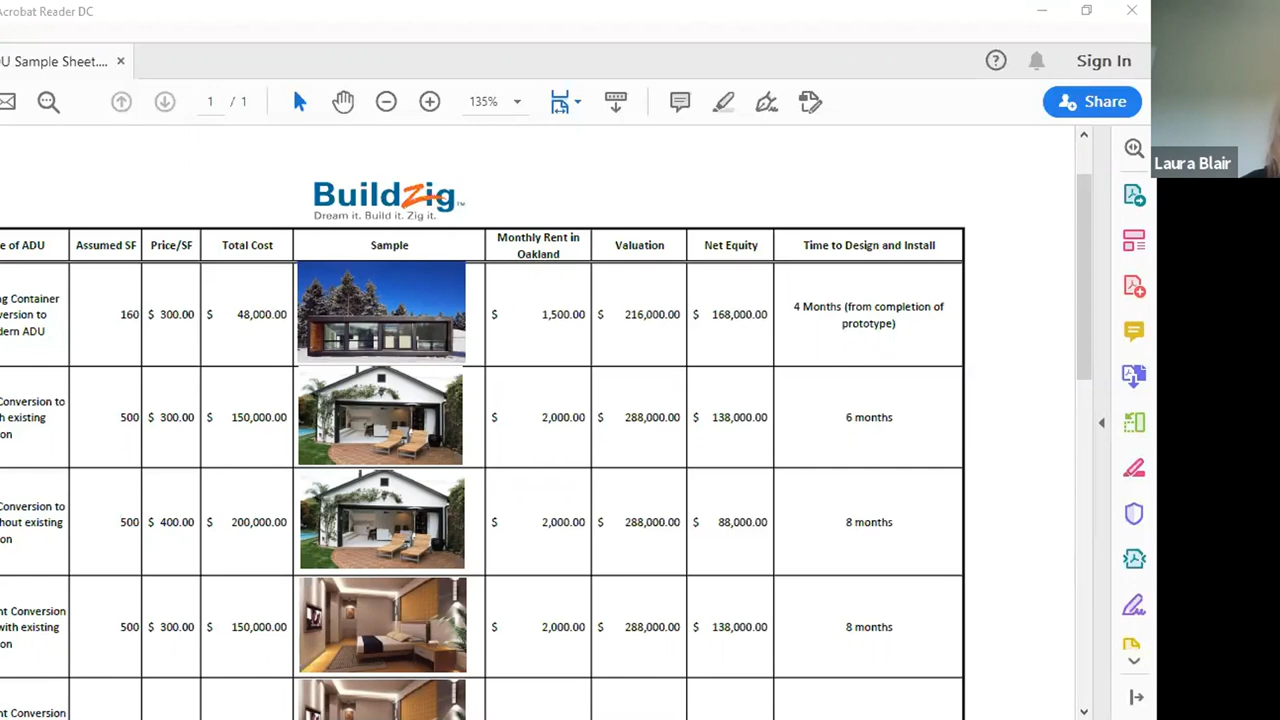 Acrobat Reader DC
DU Sample Sheet....
Sign In
1 / 1
135%
Share
Laura Blair
BuildZig™
Dream it. Build it. Zig it.
e of ADU Assumed SF Price/SF Total Cost Sample Monthly Rent in Oakland Valuation Net Equity Time to Design and Install
g Container
version to
dern ADU
160 $ 300.00 $ 48,000.00 $ 1,500.00 $ 216,000.00 $ 168,000.00 4 Months (from completion of prototype)
Conversion to
th existing
on
500 $ 300.00 $ 150,000.00 $ 2,000.00 $ 288,000.00 $ 138,000.00 6 months
Conversion to
hout existing
on
500 $ 400.00 $ 200,000.00 $ 2,000.00 $ 288,000.00 $ 88,000.00 8 months
nt Conversion
with existing
on
500 $ 300.00 $ 150,000.00 $ 2,000.00 $ 288,000.00 $ 138,000.00 8 months
nt Conversion